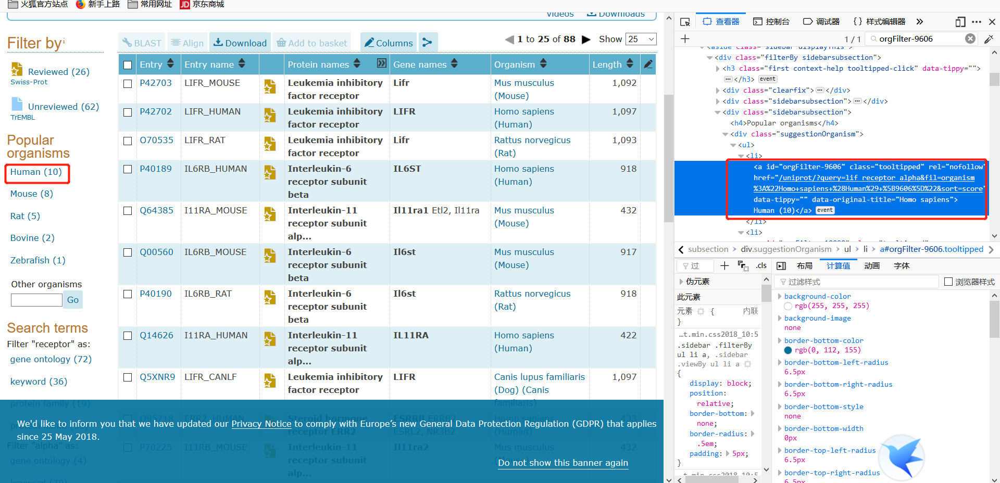 火狐官方站点 新手上路 常用网址 JD 京东商城
Videos Downloads
Filter by i
Reviewed (26)
Swiss-Prot
Unreviewed (62)
TrEMBL
Popular
organisms
Human (10)
Mouse (8)
Rat (5)
Bovine (2)
Zebrafish (1)
Other organisms
Go
Search terms
Filter "receptor" as:
gene ontology (72)
keyword (36)
protein family (19)
Filter "alpha" as:
gene ontology (4)
BLAST Align Download Add to basket Columns
1 to 25 of 88 Show 25
Entry Entry name Protein names Gene names Organism Length
P42703 LIFR_MOUSE Leukemia inhibitory Lifr Mus musculus 1,092
factor receptor (Mouse)
P42702 LIFR_HUMAN Leukemia inhibitory LIFR Homo sapiens 1,097
factor receptor (Human)
O70535 LIFR_RAT Leukemia inhibitory Lifr Rattus norvegicus 1,093
factor receptor (Rat)
P40189 IL6RB_HUMAN Interleukin-6 IL6ST Homo sapiens 918
receptor subunit (Human)
beta
Q64385 I11RA_MOUSE Interleukin-11 Il11ra1 Etl2, Il11ra Mus musculus 432
receptor subunit (Mouse)
alp...
Q00560 IL6RB_MOUSE Interleukin-6 Il6st Mus musculus 917
receptor subunit (Mouse)
beta
P40190 IL6RB_RAT Interleukin-6 Il6st Rattus norvegicus 918
receptor subunit (Rat)
beta
Q14626 I11RA_HUMAN Interleukin-11 IL11RA Homo sapiens 422
receptor subunit (Human)
alp...
Q5XNR9 LIFR_CANLF Leukemia inhibitory LIFR Canis lupus familiaris 1,097
factor receptor (Dog) (Canis
familiaris)
O95718 ERR2_HUMAN Steroid hormone ESRRB ERRB2 Homo sapiens 433
receptor ERR2 ESRL2, NR3B2 (Human)
P70225 I11RB_MOUSE Interleukin-11 Il11ra2 Mus musculus 432
receptor subunit
alp...
We'd like to inform you that we have updated our Privacy Notice to comply with Europe’s new General Data Protection Regulation (GDPR) that applies
since 25 May 2018.
Do not show this banner again
查看器 控制台 调试器 {} 样式编辑器
1 / 1 orgFilter-9606
<aside class="sidebar displayThis">
<div class="filterBy sidebarsubsection">
<h3 class="first context-help tooltipped-click" data-tippy="">
</h3> event
<div class="clearfix"> </div>
<div class="sidebarsubsection"> </div>
<div class="sidebarsubsection">
<h4>Popular organisms</h4>
<div class="suggestionOrganism">
<ul>
<li>
<a id="orgFilter-9606" class="tooltipped" rel="nofollow"
href="/uniprot/?query=lif receptor alpha&fil=organism
%3A%22Homo+sapiens+%28Human%29+%5B9606%5D%22&sort=score"
data-tippy="" data-original-title="Homo sapiens">
Human (10)</a> event
</li>
<li>
subsection > div.suggestionOrganism > ul > li > a#orgFilter-9606.tooltipped
过 + .cls
伪元素
此元素
元素 { 内联
}
…t.min.css2018_10:5
.sidebar .filterBy
ul li a, .sidebar
.viewBy ul li a
{
display: block;
position:
relative;
border-bottom:
none;
border-radius:
.5em;
padding: 5px;
}
…t.min.css2018_10:5
布局 计算值 动画 字体
过滤样式 浏览器样式
background-color
rgb(255, 255, 255)
background-image
none
border-bottom-color
rgb(0, 112, 155)
border-bottom-left-radius
6.5px
border-bottom-right-radius
6.5px
border-bottom-style
none
border-bottom-width
0px
border-top-left-radius
6.5px
border-top-right-radius
6.5px